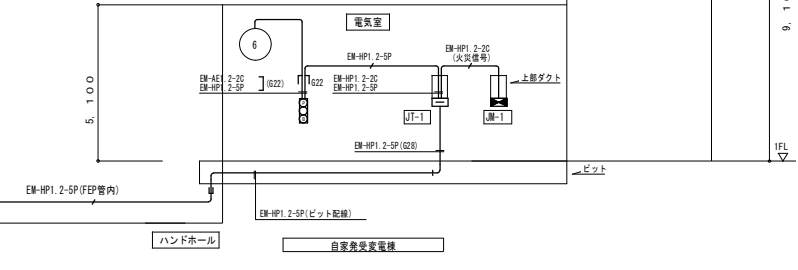 電気室
6
EM-HP1.2-5P
EM-HP1.2-2C
(火災信号)
EM-AE1.2-2C
EM-HP1.2-5P
(G22)
G22
EM-HP1.2-2C
EM-HP1.2-5P
上部ダクト
JT-1
JM-1
5,100
9,1
1FL
EM-HP1.2-5P(G28)
ピット
EM-HP1.2-5P(FEP管内)
EM-HP1.2-5P(ピット配線)
ハンドホール
自家発受変電棟